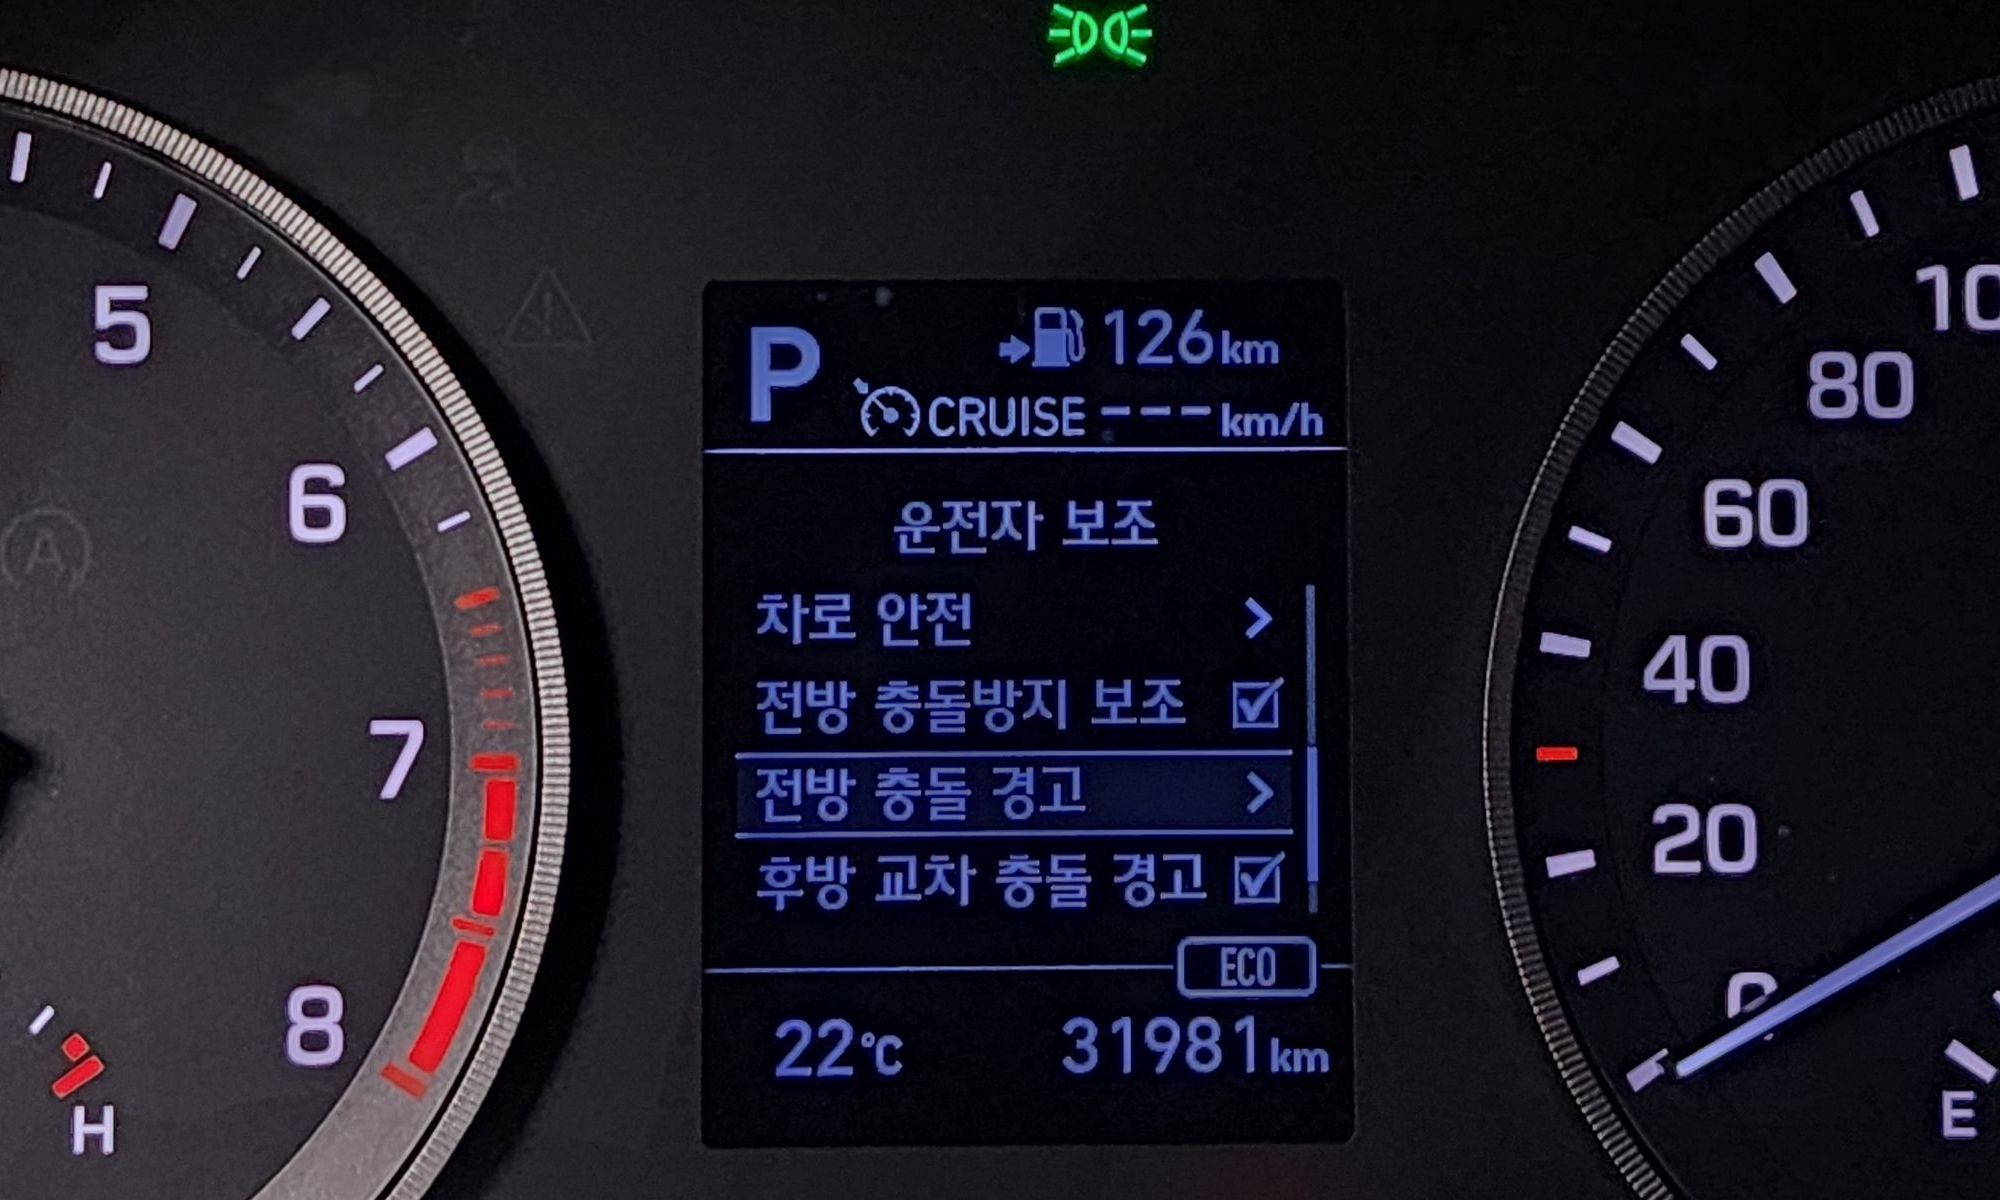 5
6
7
8
H
P
126km
CRUISE ---km/h
운전자 보조
차로 안전
전방 충돌방지 보조
전방 충돌 경고
후방 교차 충돌 경고
ECO
22°C
31981km
10
80
60
40
20
0
E
A